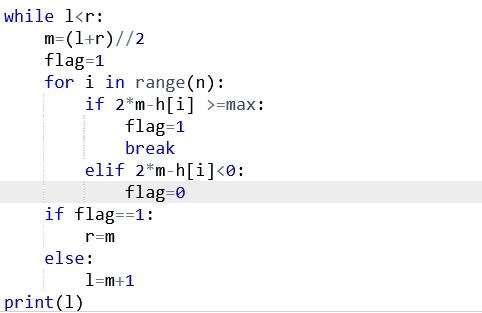 while l<r:
    m=(l+r)//2
    flag=1
    for i in range(n):
        if 2*m-h[i] >=max:
            flag=1
            break
        elif 2*m-h[i]<0:
            flag=0
    if flag==1:
        r=m
    else:
        l=m+1
print(l)